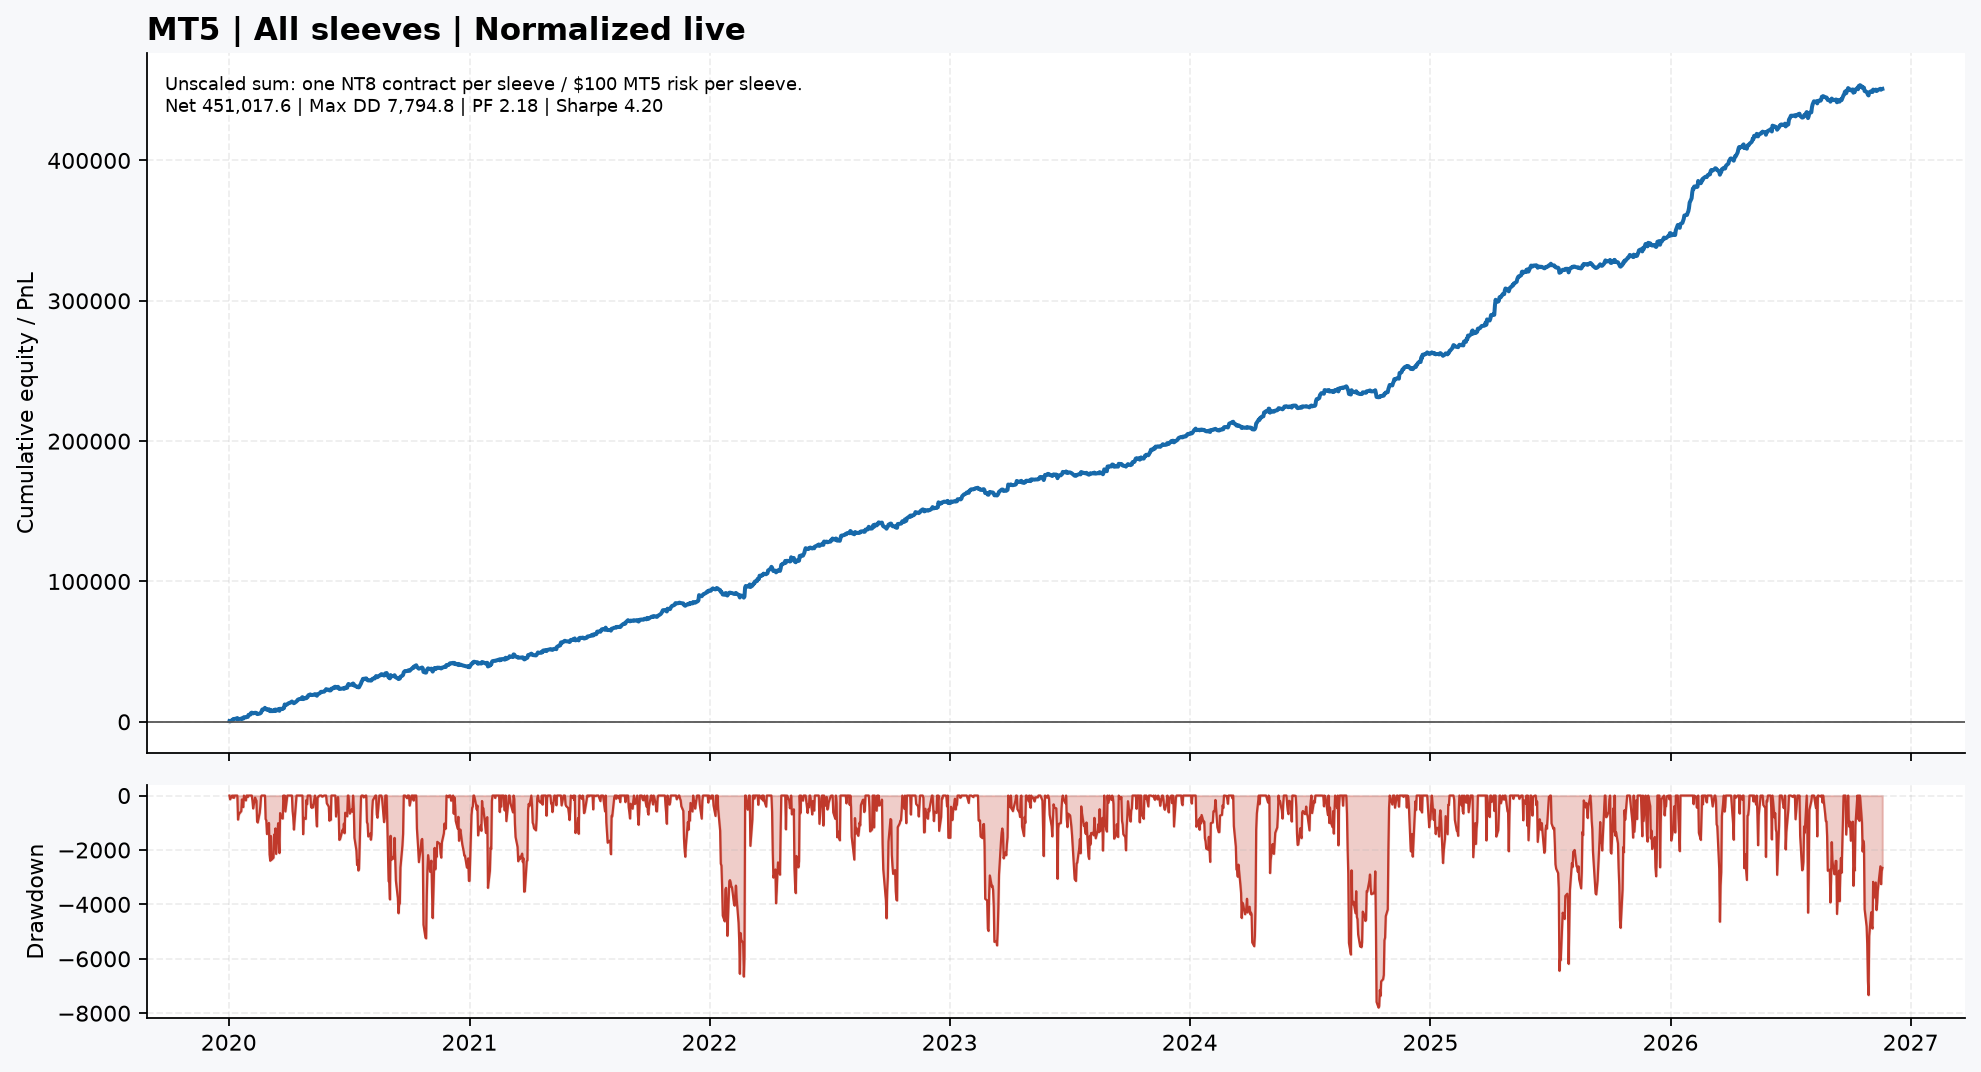 MT5 | All sleeves | Normalized live
Unscaled sum: one NT8 contract per sleeve / $100 MT5 risk per sleeve.
Net 451,017.6 | Max DD 7,794.8 | PF 2.18 | Sharpe 4.20
Cumulative equity / PnL
400000
300000
200000
100000
0
Drawdown
0
−2000
−4000
−6000
−8000
2020 2021 2022 2023 2024 2025 2026 2027